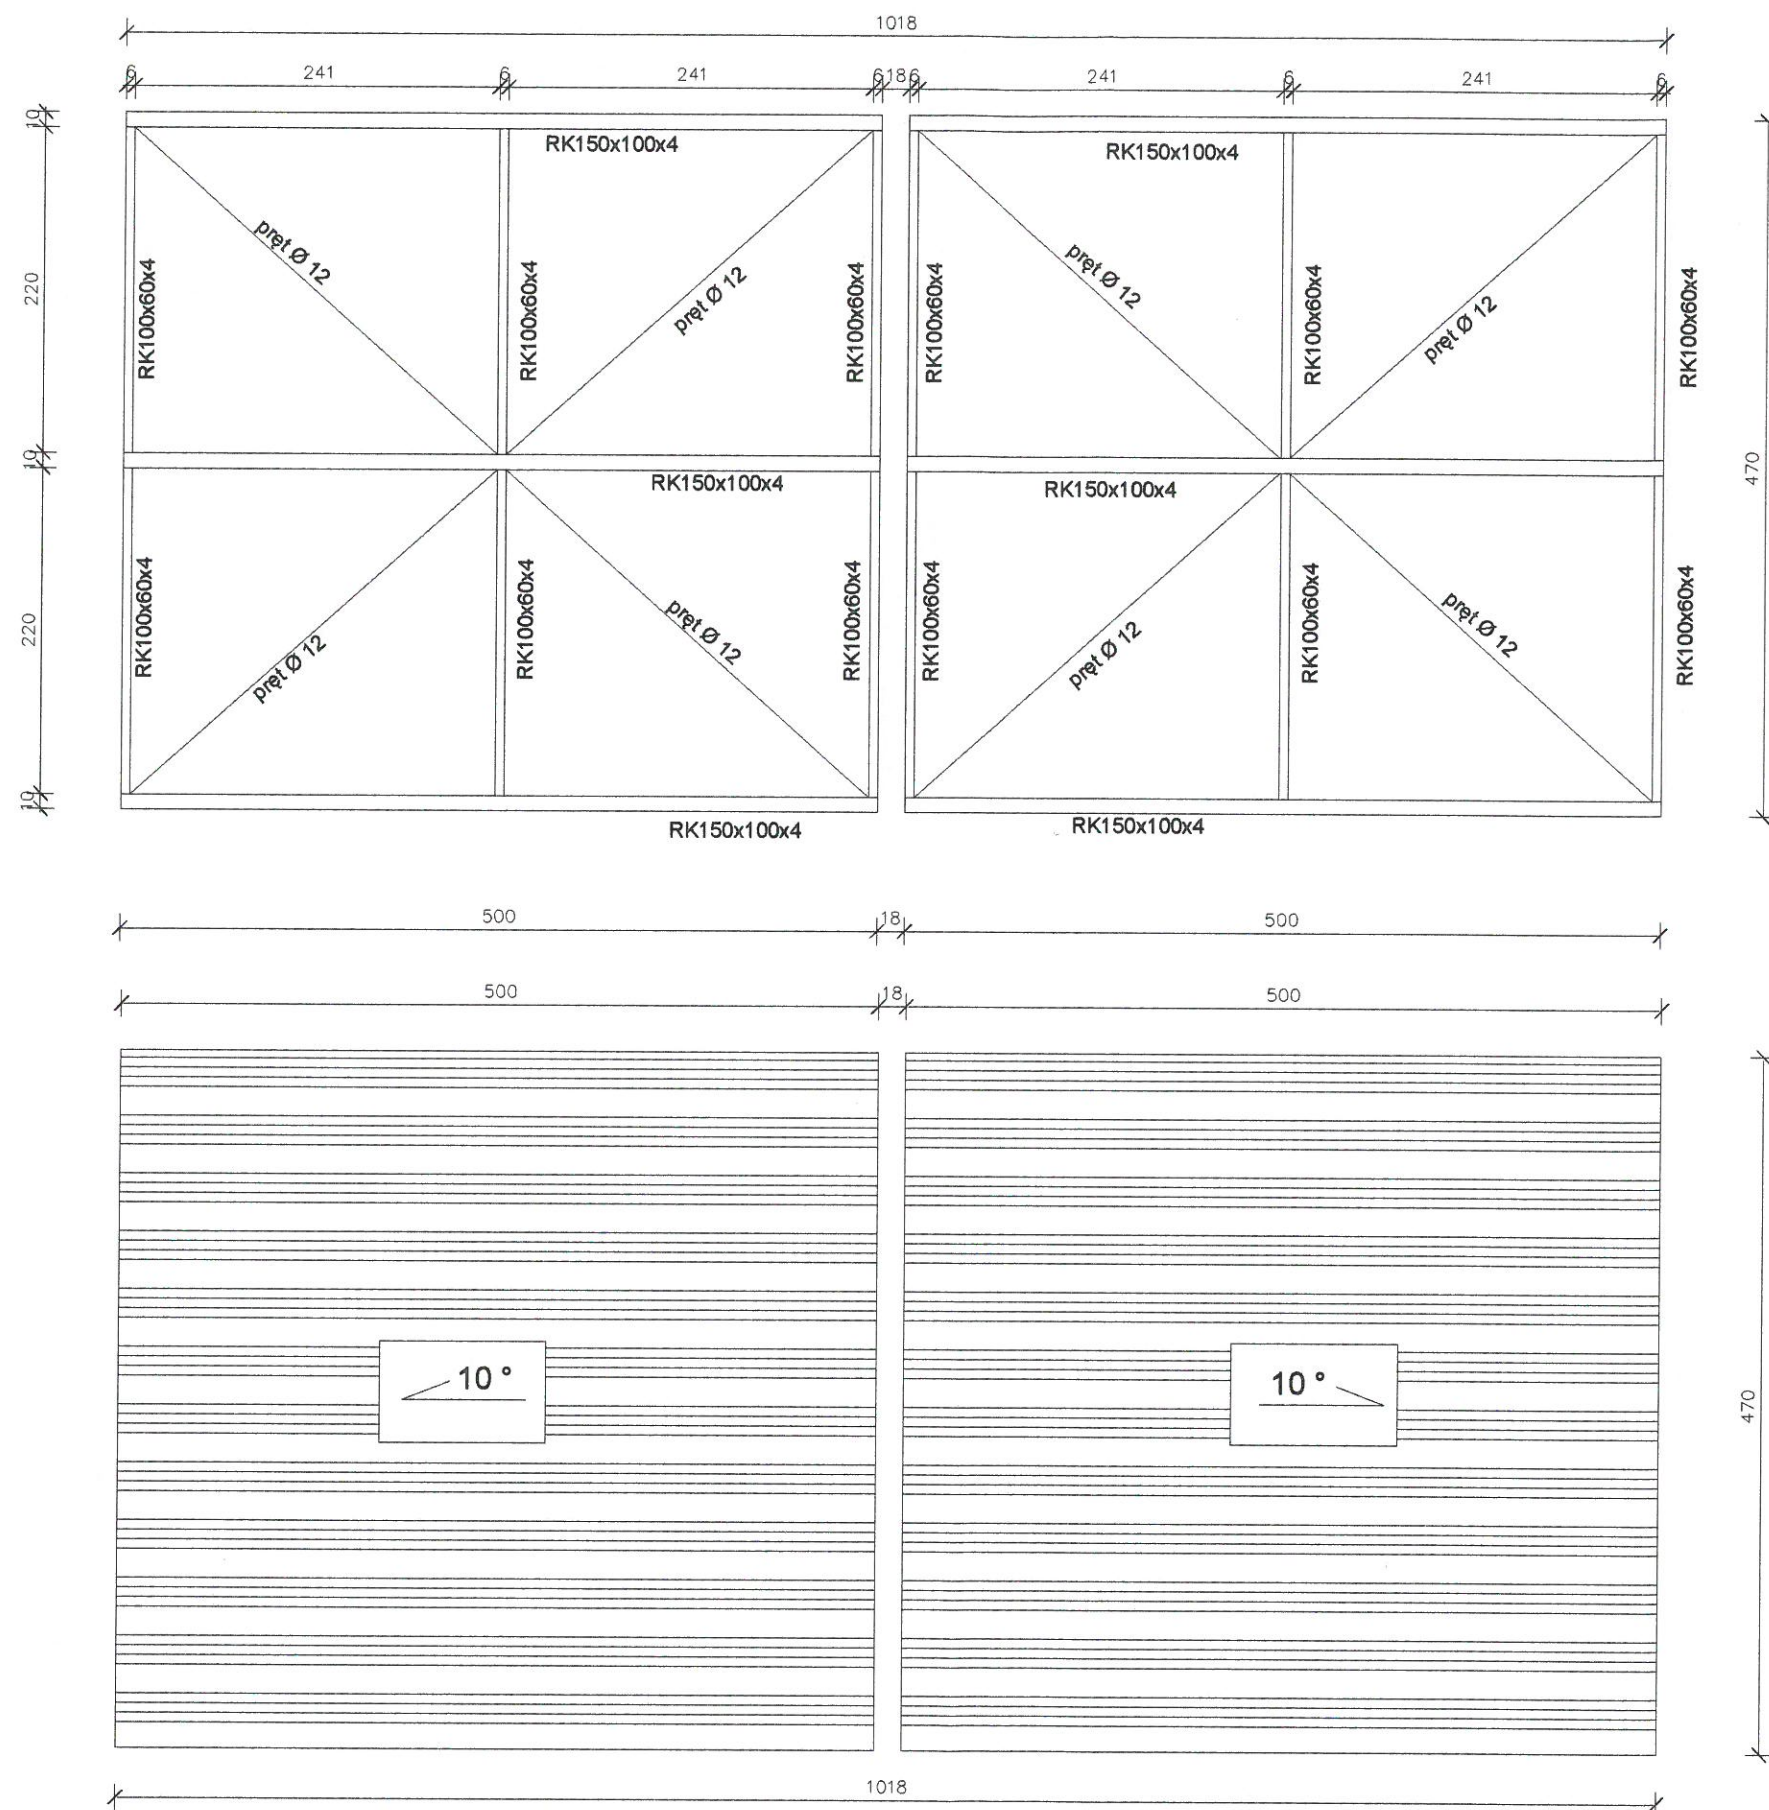 1018
6 241 6 241 6 18 6 241 6 241 6
10
RK150x100x4 RK150x100x4
pręt Ø 12 pręt Ø 12 pręt Ø 12 pręt Ø 12
220
RK100x60x4 RK100x60x4 RK100x60x4 RK100x60x4 RK100x60x4 RK100x60x4
10
470
RK150x100x4 RK150x100x4
RK100x60x4 RK100x60x4 RK100x60x4 RK100x60x4 RK100x60x4 RK100x60x4
220
pręt Ø 12 pręt Ø 12 pręt Ø 12 pręt Ø 12
10
RK150x100x4 RK150x100x4
500 18 500
500 18 500
10 ° 10 °
470
1018